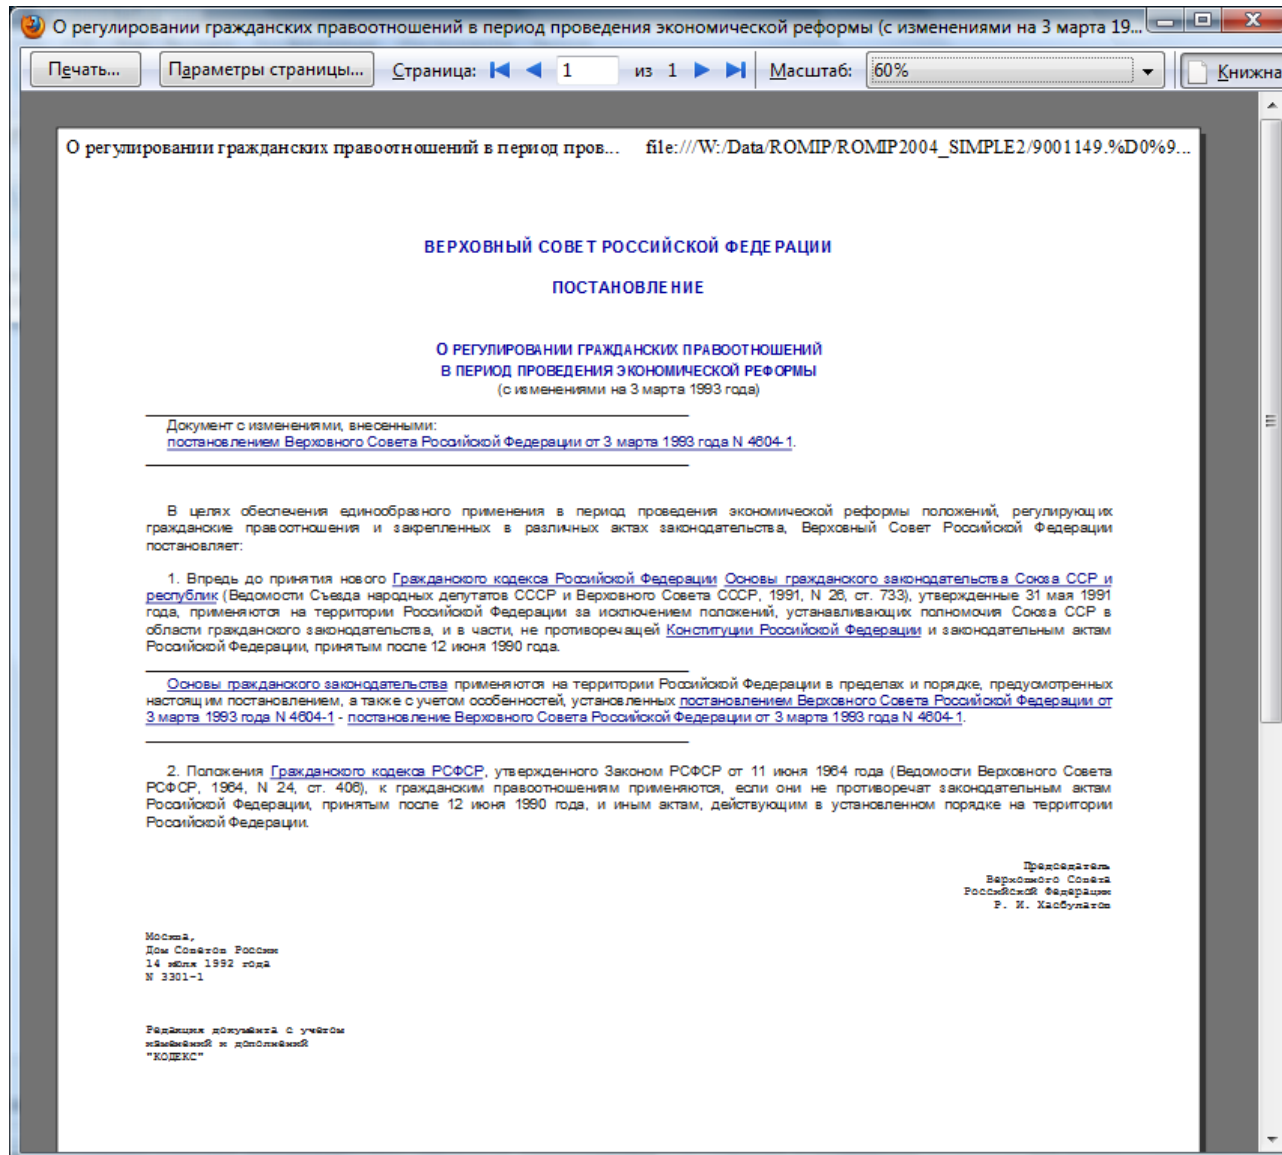 О регулировании гражданских правоотношений в период проведения экономической реформы (с изменениями на 3 марта 19...
Печать... Параметры страницы... Страница: 1 из 1 Масштаб: 60% Книжна
О регулировании гражданских правоотношений в период пров... file:///W:/Data/ROMIP/ROMIP2004_SIMPLE2/9001149.%D0%9...
ВЕРХОВНЫЙ СОВЕТ РОССИЙСКОЙ ФЕДЕРАЦИИ
ПОСТАНОВЛЕНИЕ
О РЕГУЛИРОВАНИИ ГРАЖДАНСКИХ ПРАВООТНОШЕНИЙ
В ПЕРИОД ПРОВЕДЕНИЯ ЭКОНОМИЧЕСКОЙ РЕФОРМЫ
(с изменениями на 3 марта 1993 года)
Документ с изменениями, внесенными:
постановлением Верховного Совета Российской Федерации от 3 марта 1993 года N 4604-1.
В целях обеспечения единообразного применения в период проведения экономической реформы положений, регулирующих
гражданские правоотношения и закрепленных в различных актах законодательства, Верховный Совет Российской Федерации
постановляет:
1. Впредь до принятия нового Гражданского кодекса Российской Федерации Основы гражданского законодательства Союза ССР и
республик (Ведомости Съезда народных депутатов СССР и Верховного Совета СССР, 1991, N 26, ст. 733), утвержденные 31 мая 1991
года, применяются на территории Российской Федерации за исключением положений, устанавливающих полномочия Союза ССР в
области гражданского законодательства, и в части, не противоречащей Конституции Российской Федерации и законодательным актам
Российской Федерации, принятым после 12 июня 1990 года.
Основы гражданского законодательства применяются на территории Российской Федерации в пределах и порядке, предусмотренных
настоящим постановлением, а также с учетом особенностей, установленных постановлением Верховного Совета Российской Федерации от
3 марта 1993 года N 4604-1 - постановление Верховного Совета Российской Федерации от 3 марта 1993 года N 4604-1.
2. Положения Гражданского кодекса РСФСР, утвержденного Законом РСФСР от 11 июня 1964 года (Ведомости Верховного Совета
РСФСР, 1964, N 24, ст. 406), к гражданским правоотношениям применяются, если они не противоречат законодательным актам
Российской Федерации, принятым после 12 июня 1990 года, и иным актам, действующим в установленном порядке на территории
Российской Федерации.
Председатель
Верховного Совета
Российской Федерации
Р. И. Хасбулатов
Москва,
Дом Советов России
14 июля 1992 года
N 3301-1
Редакция документа с учетом
изменений и дополнений
"КОДЕКС"